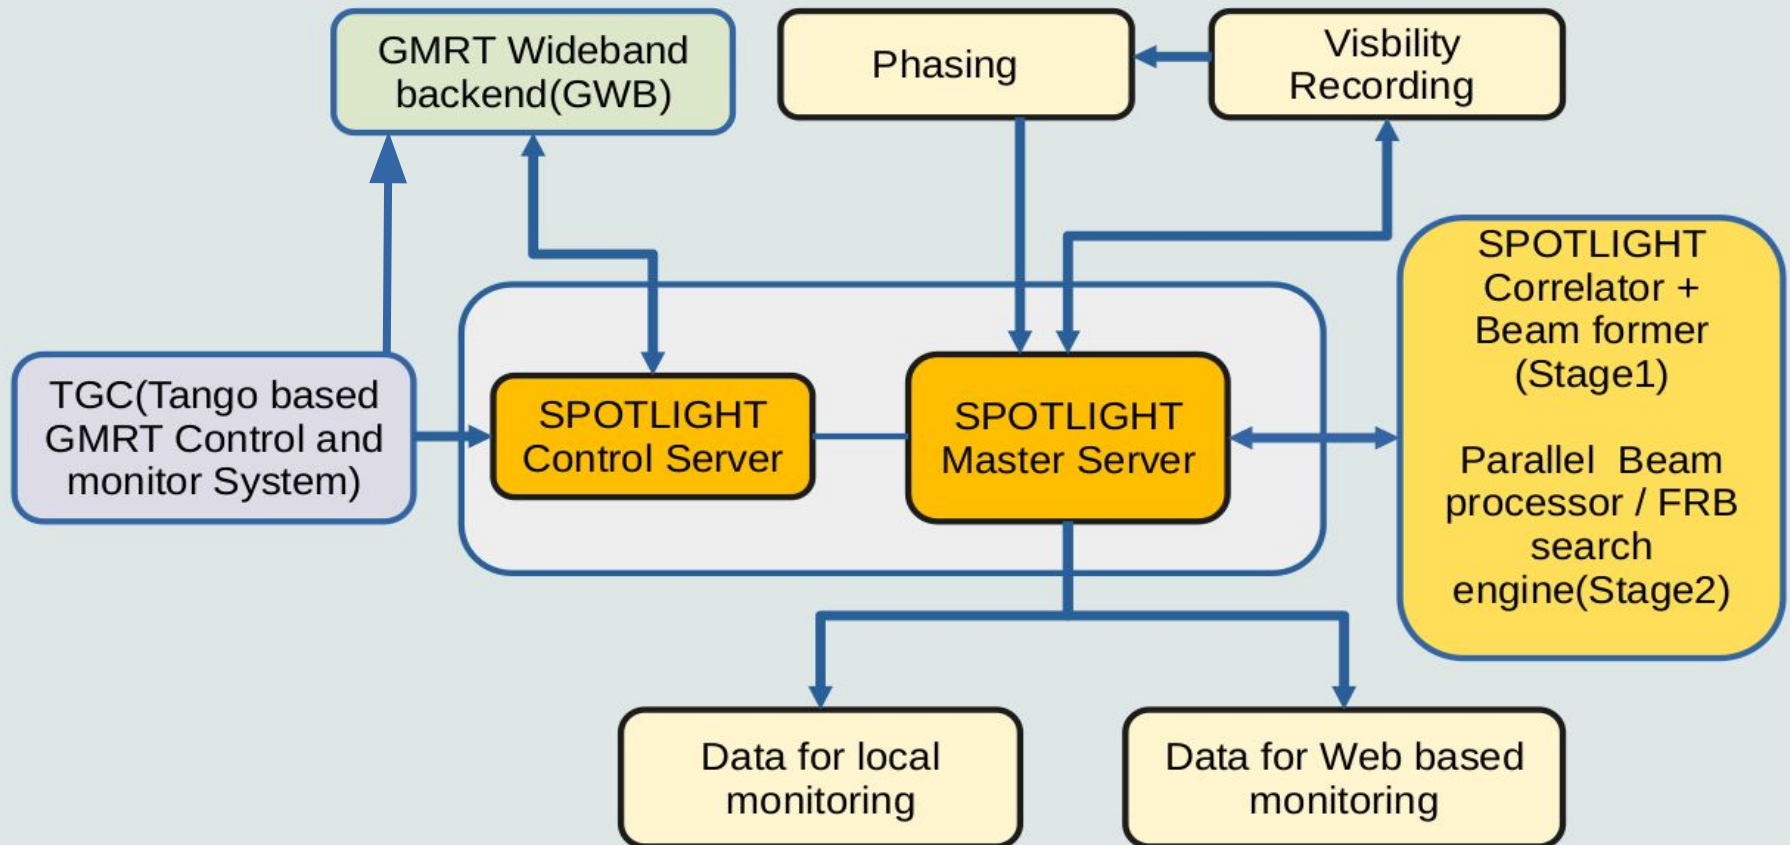 GMRT Wideband
backend(GWB)
Phasing
Visbility
Recording
SPOTLIGHT
Correlator +
Beam former
(Stage1)
Parallel Beam
processor / FRB
search
engine(Stage2)
TGC(Tango based
GMRT Control and
monitor System)
SPOTLIGHT
Control Server
SPOTLIGHT
Master Server
Data for local
monitoring
Data for Web based
monitoring